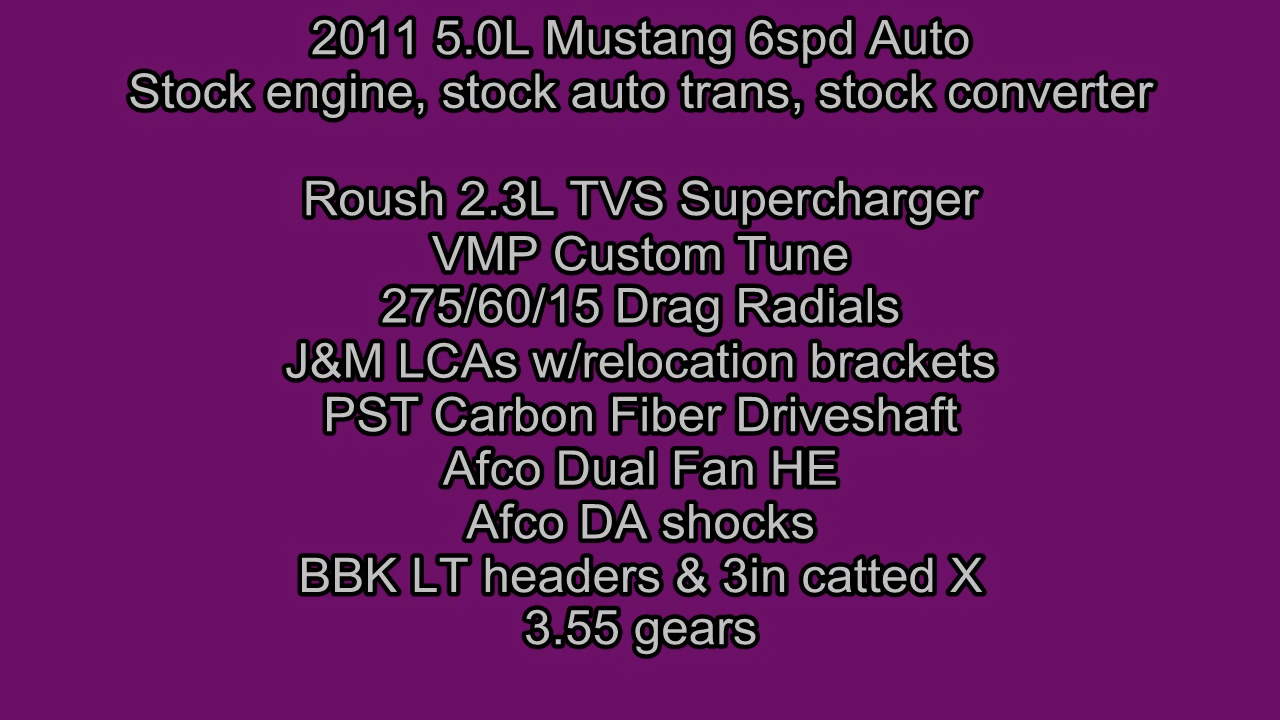 2011 5.0L Mustang 6spd Auto
Stock engine, stock auto trans, stock converter
Roush 2.3L TVS Supercharger
VMP Custom Tune
275/60/15 Drag Radials
J&M LCAs w/relocation brackets
PST Carbon Fiber Driveshaft
Afco Dual Fan HE
Afco DA shocks
BBK LT headers & 3in catted X
3.55 gears